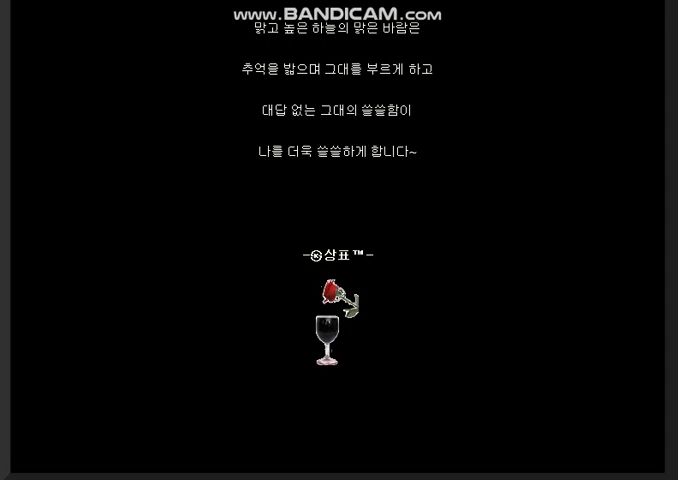 www.BANDICAM.com
맑고 높은 하늘의 맑은 바람은
추억을 밟으며 그대를 부르게 하고
대답 없는 그대의 쓸쓸함이
나를 더욱 쓸쓸하게 합니다~
-㉿상표™-